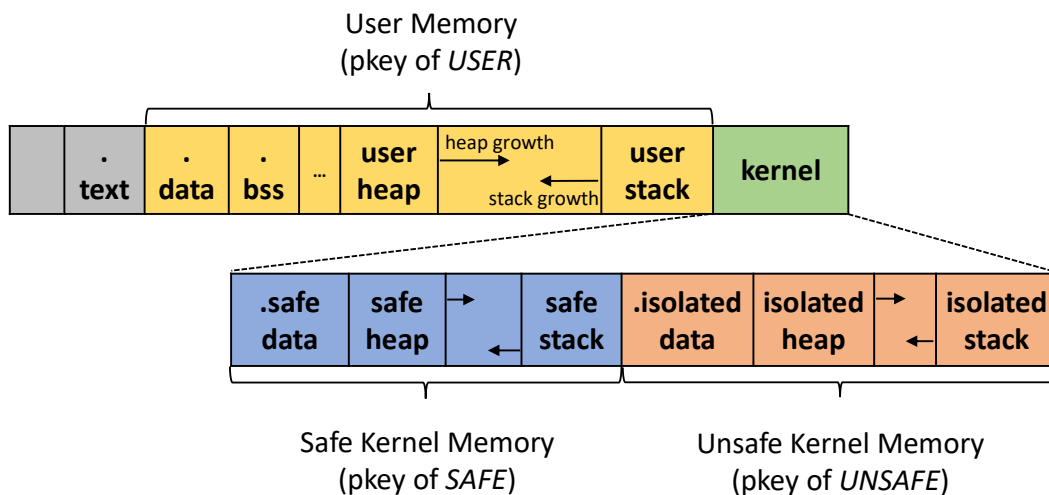 User Memory
(pkey of USER)
.
text
.
data
.
bss
...
user
heap
heap growth
stack growth
user
stack
kernel
.safe
data
safe
heap
safe
stack
.isolated
data
isolated
heap
isolated
stack
Safe Kernel Memory
(pkey of SAFE)
Unsafe Kernel Memory
(pkey of UNSAFE)